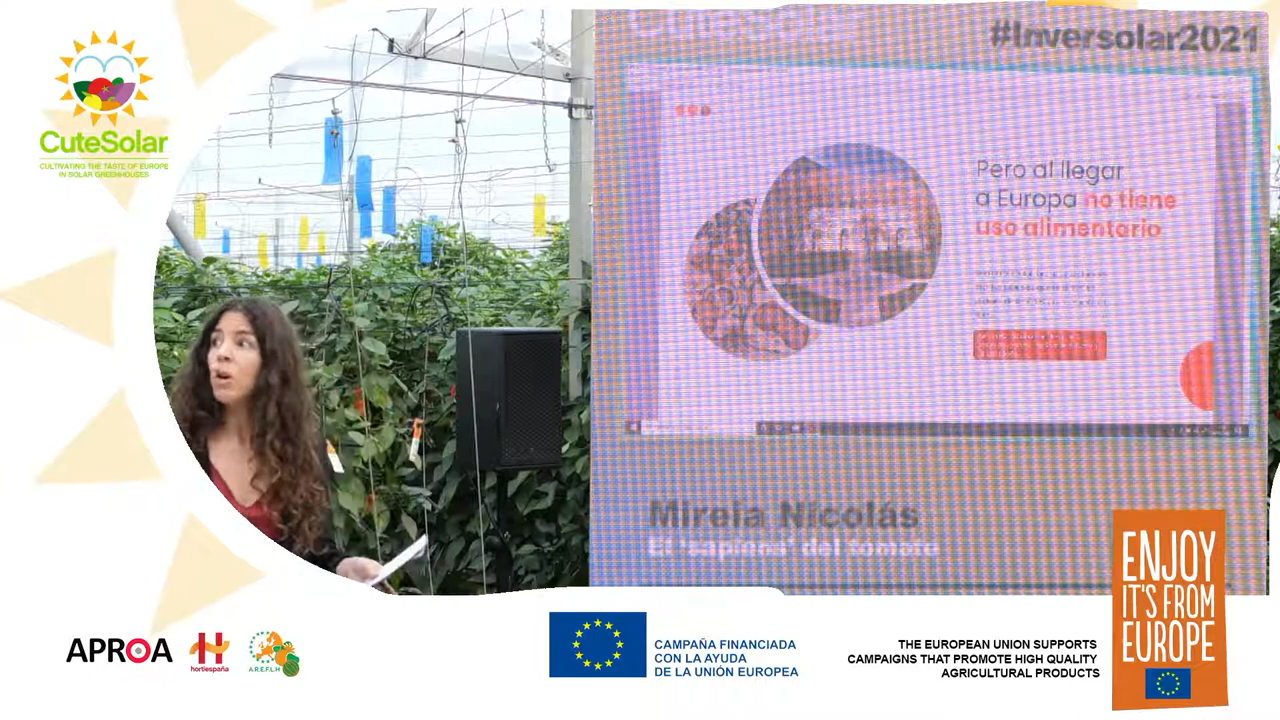 #Inversolar2021
CuteSolar
CULTIVATING THE TASTE OF EUROPE
IN SOLAR GREENHOUSES
Pero al llegar
a Europa no tiene
uso alimentario
Mireia Nicolás
El 'sapiens' del tomate
APROA
hortiespaña
A.R.E.F.L.H
CAMPAÑA FINANCIADA
CON LA AYUDA
DE LA UNIÓN EUROPEA
THE EUROPEAN UNION SUPPORTS
CAMPAIGNS THAT PROMOTE HIGH QUALITY
AGRICULTURAL PRODUCTS
ENJOY
IT'S FROM
EUROPE